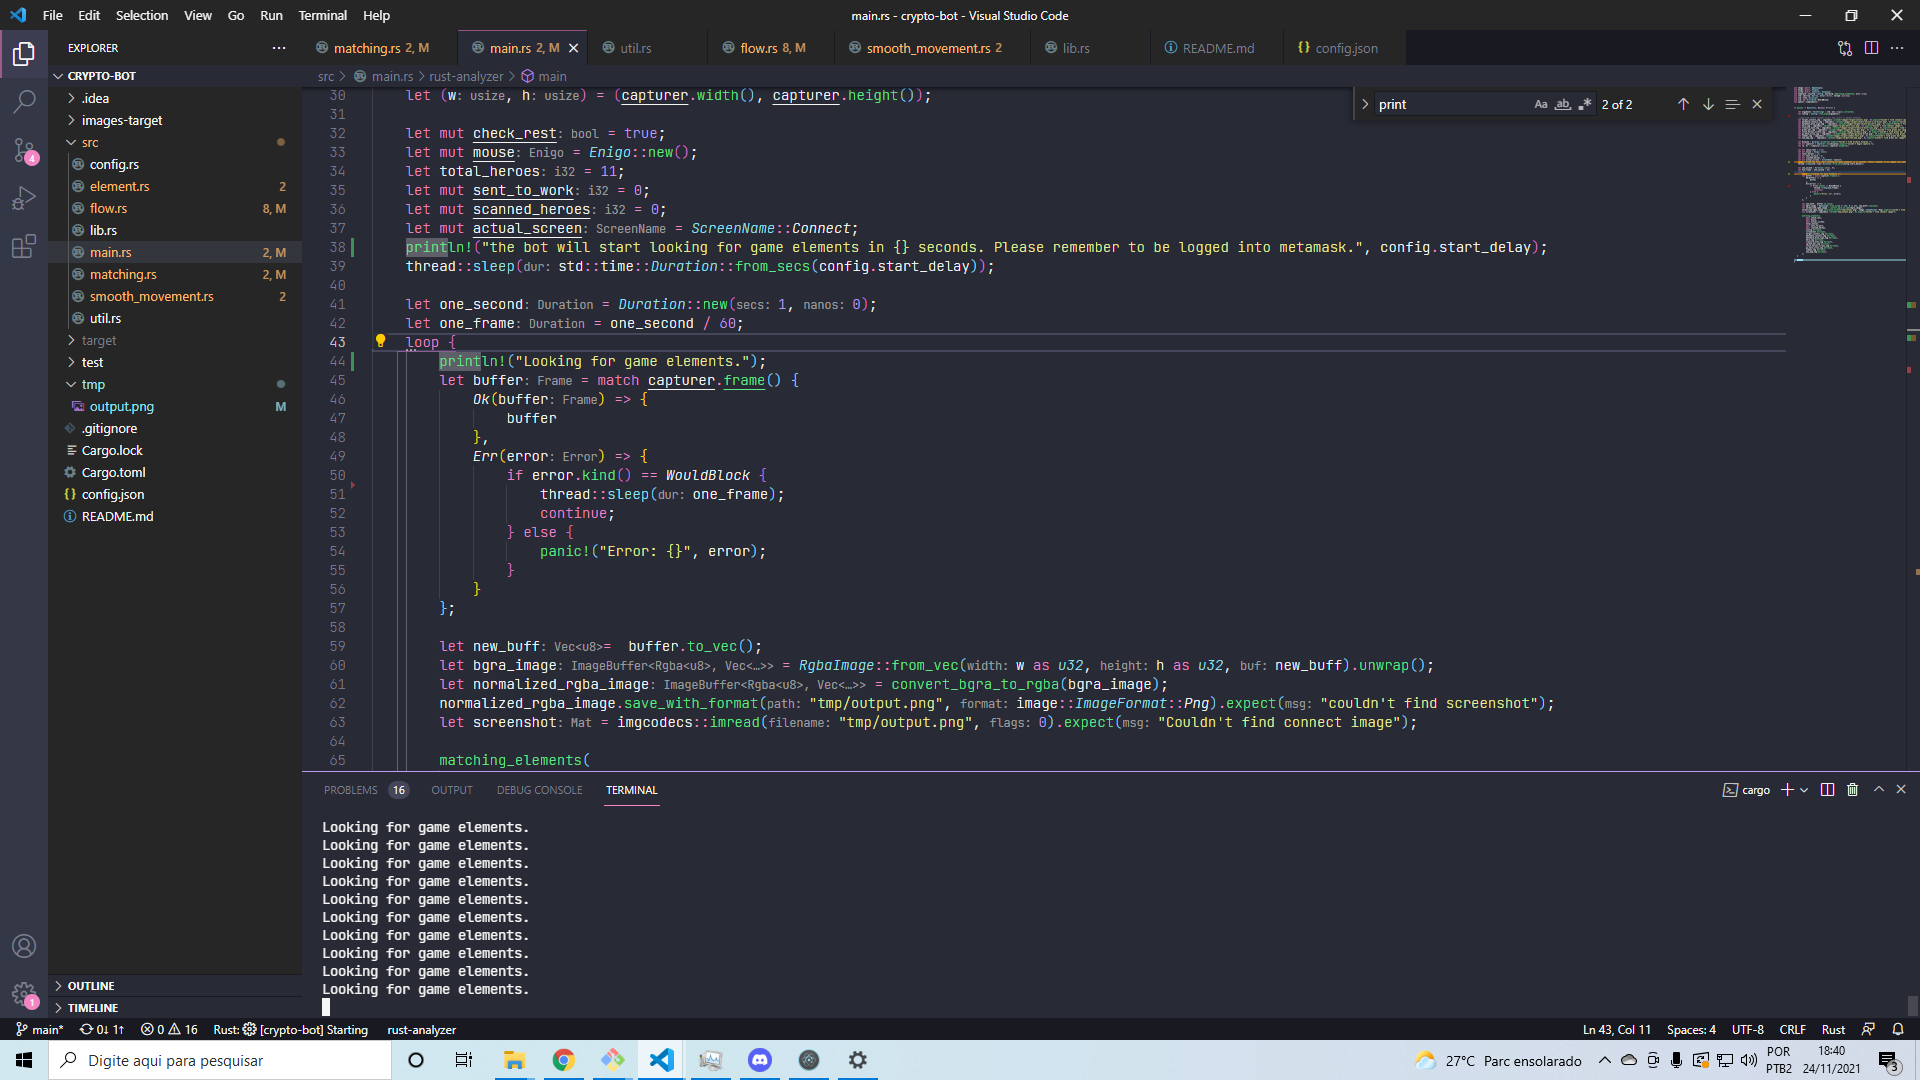 File Edit Selection View Go Run Terminal Help
main.rs - crypto-bot - Visual Studio Code
EXPLORER
matching.rs 2, M
main.rs 2, M
util.rs
flow.rs 8, M
smooth_movement.rs 2
lib.rs
README.md
{} config.json
CRYPTO-BOT
.idea
images-target
src
config.rs
element.rs 2
flow.rs 8, M
lib.rs
main.rs 2, M
matching.rs 2, M
smooth_movement.rs 2
util.rs
target
test
tmp
output.png M
.gitignore
Cargo.lock
Cargo.toml
{} config.json
README.md
OUTLINE
TIMELINE
4
1
src > main.rs > rust-analyzer > main
print
Aa ab, .* 2 of 2
30 let (w: usize, h: usize) = (capturer.width(), capturer.height());
31
32 let mut check_rest: bool = true;
33 let mut mouse: Enigo = Enigo::new();
34 let total_heroes: i32 = 11;
35 let mut sent_to_work: i32 = 0;
36 let mut scanned_heroes: i32 = 0;
37 let mut actual_screen: ScreenName = ScreenName::Connect;
38 println!("the bot will start looking for game elements in {} seconds. Please remember to be logged into metamask.", config.start_delay);
39 thread::sleep(dur: std::time::Duration::from_secs(config.start_delay));
40
41 let one_second: Duration = Duration::new(secs: 1, nanos: 0);
42 let one_frame: Duration = one_second / 60;
43 loop {
44 println!("Looking for game elements.");
45 let buffer: Frame = match capturer.frame() {
46 Ok(buffer: Frame) => {
47 buffer
48 },
49 Err(error: Error) => {
50 if error.kind() == WouldBlock {
51 thread::sleep(dur: one_frame);
52 continue;
53 } else {
54 panic!("Error: {}", error);
55 }
56 }
57 };
58
59 let new_buff: Vec<u8>=  buffer.to_vec();
60 let bgra_image: ImageBuffer<Rgba<u8>, Vec<…>> = RgbaImage::from_vec(width: w as u32, height: h as u32, buf: new_buff).unwrap();
61 let normalized_rgba_image: ImageBuffer<Rgba<u8>, Vec<…>> = convert_bgra_to_rgba(bgra_image);
62 normalized_rgba_image.save_with_format(path: "tmp/output.png", format: image::ImageFormat::Png).expect(msg: "couldn't find screenshot");
63 let screenshot: Mat = imgcodecs::imread(filename: "tmp/output.png", flags: 0).expect(msg: "Couldn't find connect image");
64
65 matching_elements(
PROBLEMS 16 OUTPUT DEBUG CONSOLE TERMINAL
cargo
Looking for game elements.
Looking for game elements.
Looking for game elements.
Looking for game elements.
Looking for game elements.
Looking for game elements.
Looking for game elements.
Looking for game elements.
Looking for game elements.
Looking for game elements.
main* 0↓ 1↑ 0 16 Rust: [crypto-bot] Starting rust-analyzer
Ln 43, Col 11 Spaces: 4 UTF-8 CRLF Rust
Digite aqui para pesquisar
27°C Parc ensolarado
POR
PTB2
18:40
24/11/2021
3